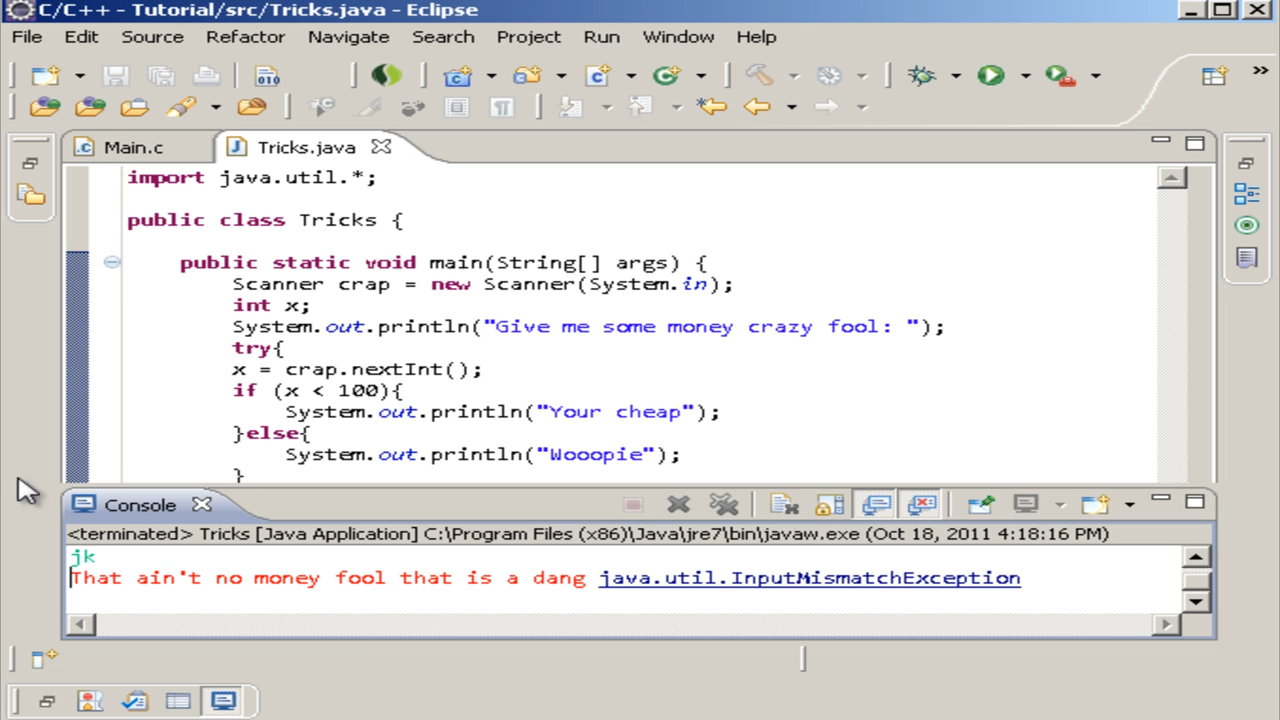 C/C++ - Tutorial/src/Tricks.java - Eclipse
File Edit Source Refactor Navigate Search Project Run Window Help
010
Main.c Tricks.java
import java.util.*;
public class Tricks {
public static void main(String[] args) {
Scanner crap = new Scanner(System.in);
int x;
System.out.println("Give me some money crazy fool: ");
try{
x = crap.nextInt();
if (x < 100){
System.out.println("Your cheap");
}else{
System.out.println("Wooopie");
}
Console
<terminated> Tricks [Java Application] C:\Program Files (x86)\Java\jre7\bin\javaw.exe (Oct 18, 2011 4:18:16 PM)
jk
That ain't no money fool that is a dang java.util.InputMismatchException